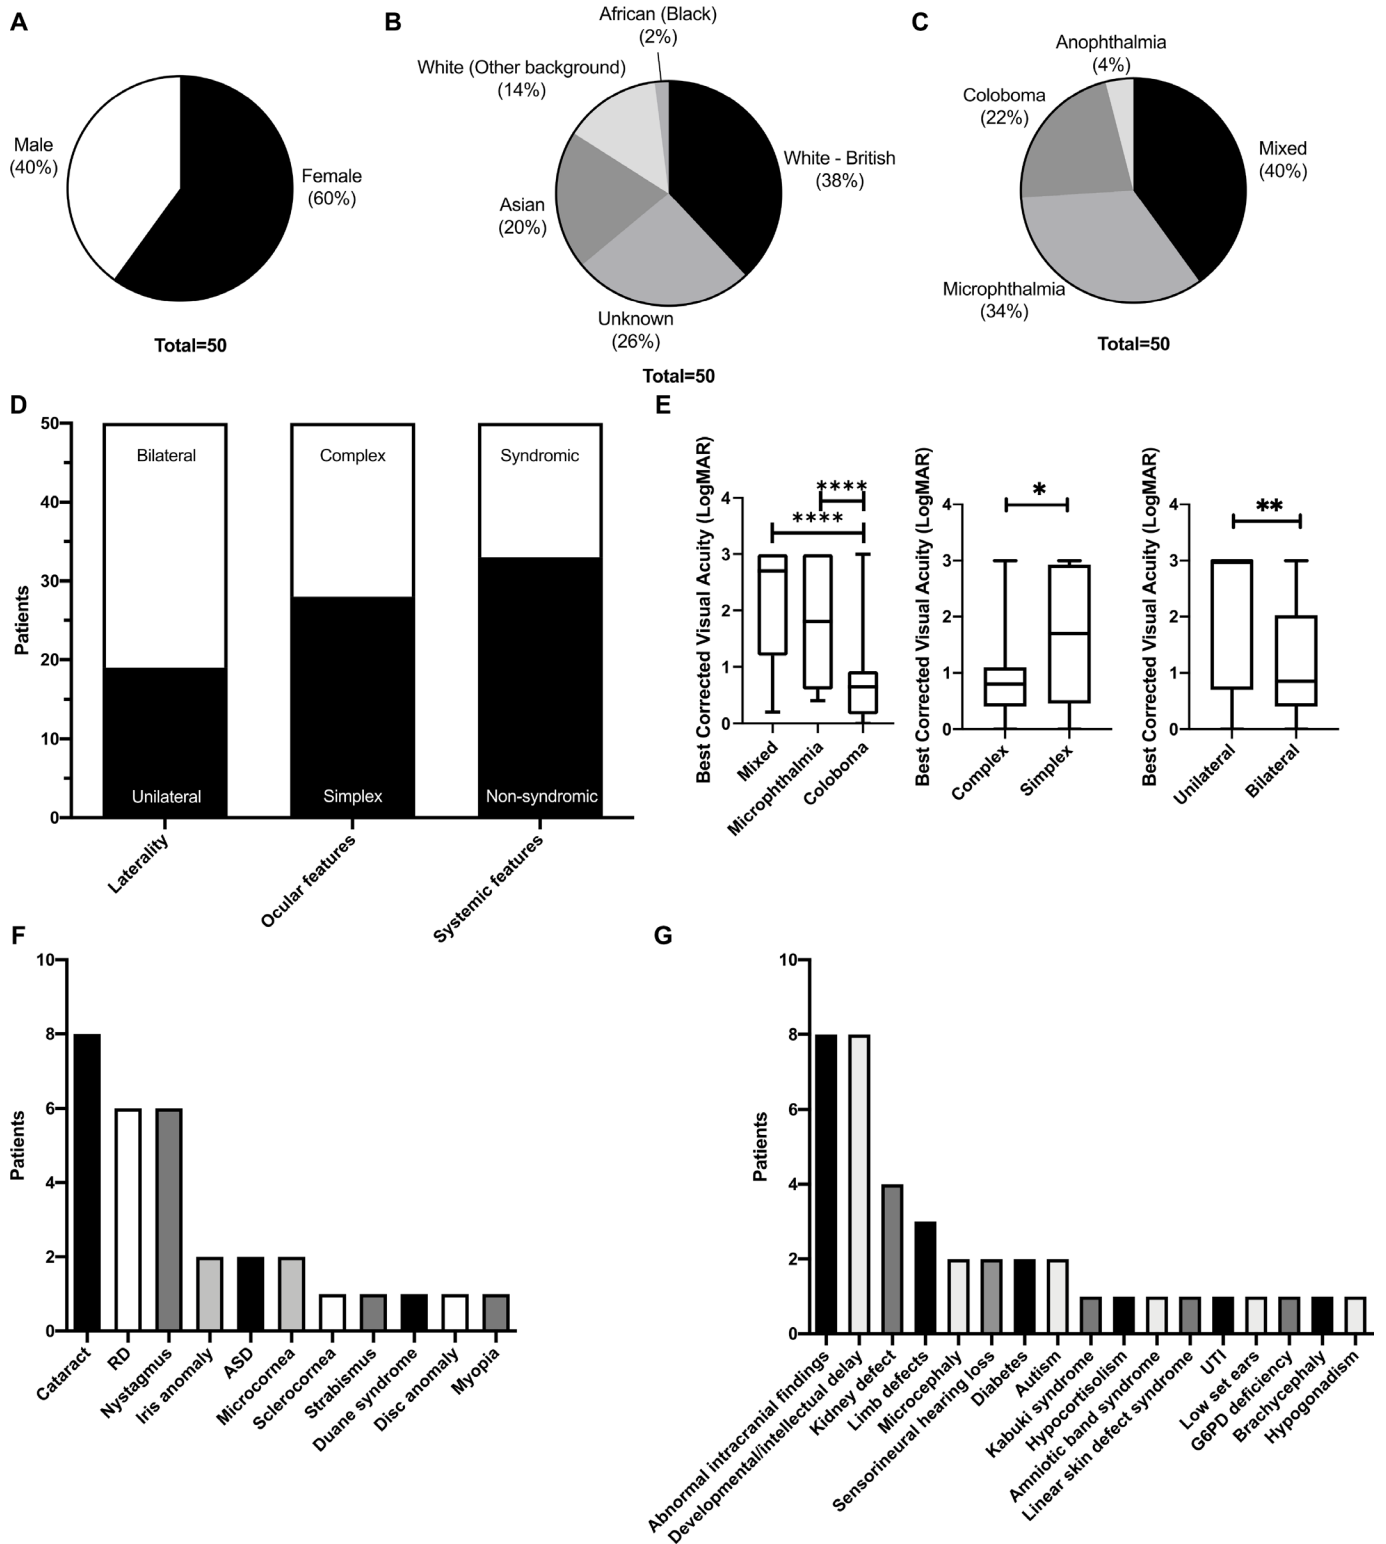 A
Male
(40%)
Female
(60%)
Total=50
B
African (Black)
(2%)
White (Other background)
(14%)
White - British
(38%)
Asian
(20%)
Unknown
(26%)
Total=50
C
Anophthalmia
(4%)
Coloboma
(22%)
Mixed
(40%)
Microphthalmia
(34%)
Total=50
D
Patients
50
40
30
20
10
0
Bilateral
Complex
Syndromic
Unilateral
Simplex
Non-syndromic
Laterality
Ocular features
Systemic features
E
Best Corrected Visual Acuity (LogMAR)
4
3
2
1
0
****
****
Mixed
Microphthalmia
Coloboma
Best Corrected Visual Acuity (LogMAR)
4
3
2
1
0
*
Complex
Simplex
Best Corrected Visual Acuity (LogMAR)
4
3
2
1
0
**
Unilateral
Bilateral
F
Patients
10
8
6
4
2
0
Cataract
RD
Nystagmus
Iris anomaly
ASD
Microcornea
Sclerocornea
Strabismus
Duane syndrome
Disc anomaly
Myopia
G
Patients
10
8
6
4
2
0
Abnormal intracranial findings
Developmental/intellectual delay
Kidney defect
Limb defects
Microcephaly
Sensorineural hearing loss
Diabetes
Autism
Kabuki syndrome
Hypocortisolism
Amniotic band syndrome
Linear skin defect syndrome
UTI
Low set ears
G6PD deficiency
Brachycephaly
Hypogonadism